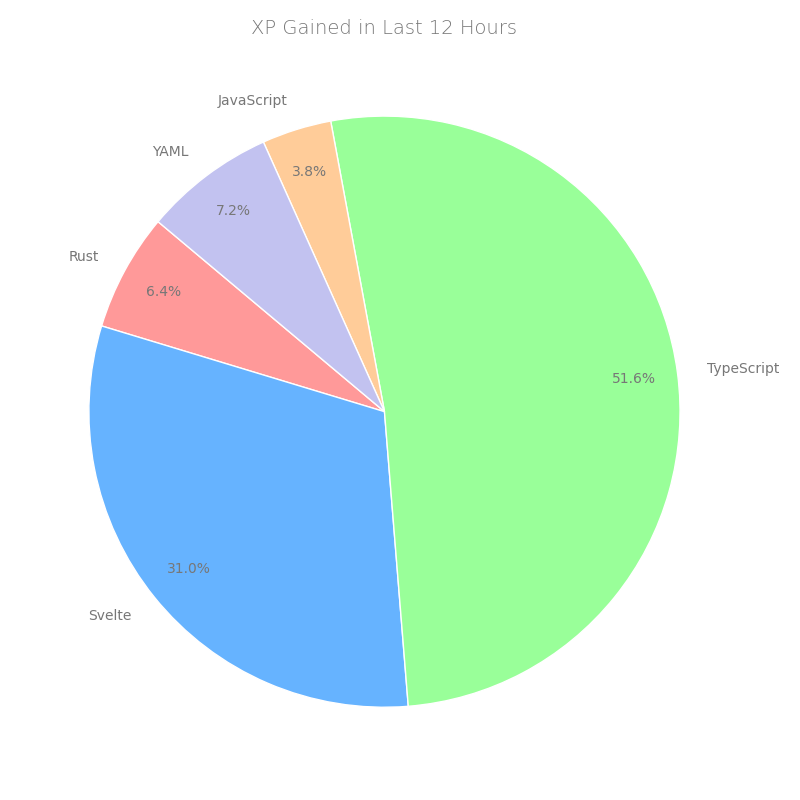 XP Gained in Last 12 Hours
JavaScript
3.8%
YAML
7.2%
Rust
6.4%
TypeScript
51.6%
31.0%
Svelte